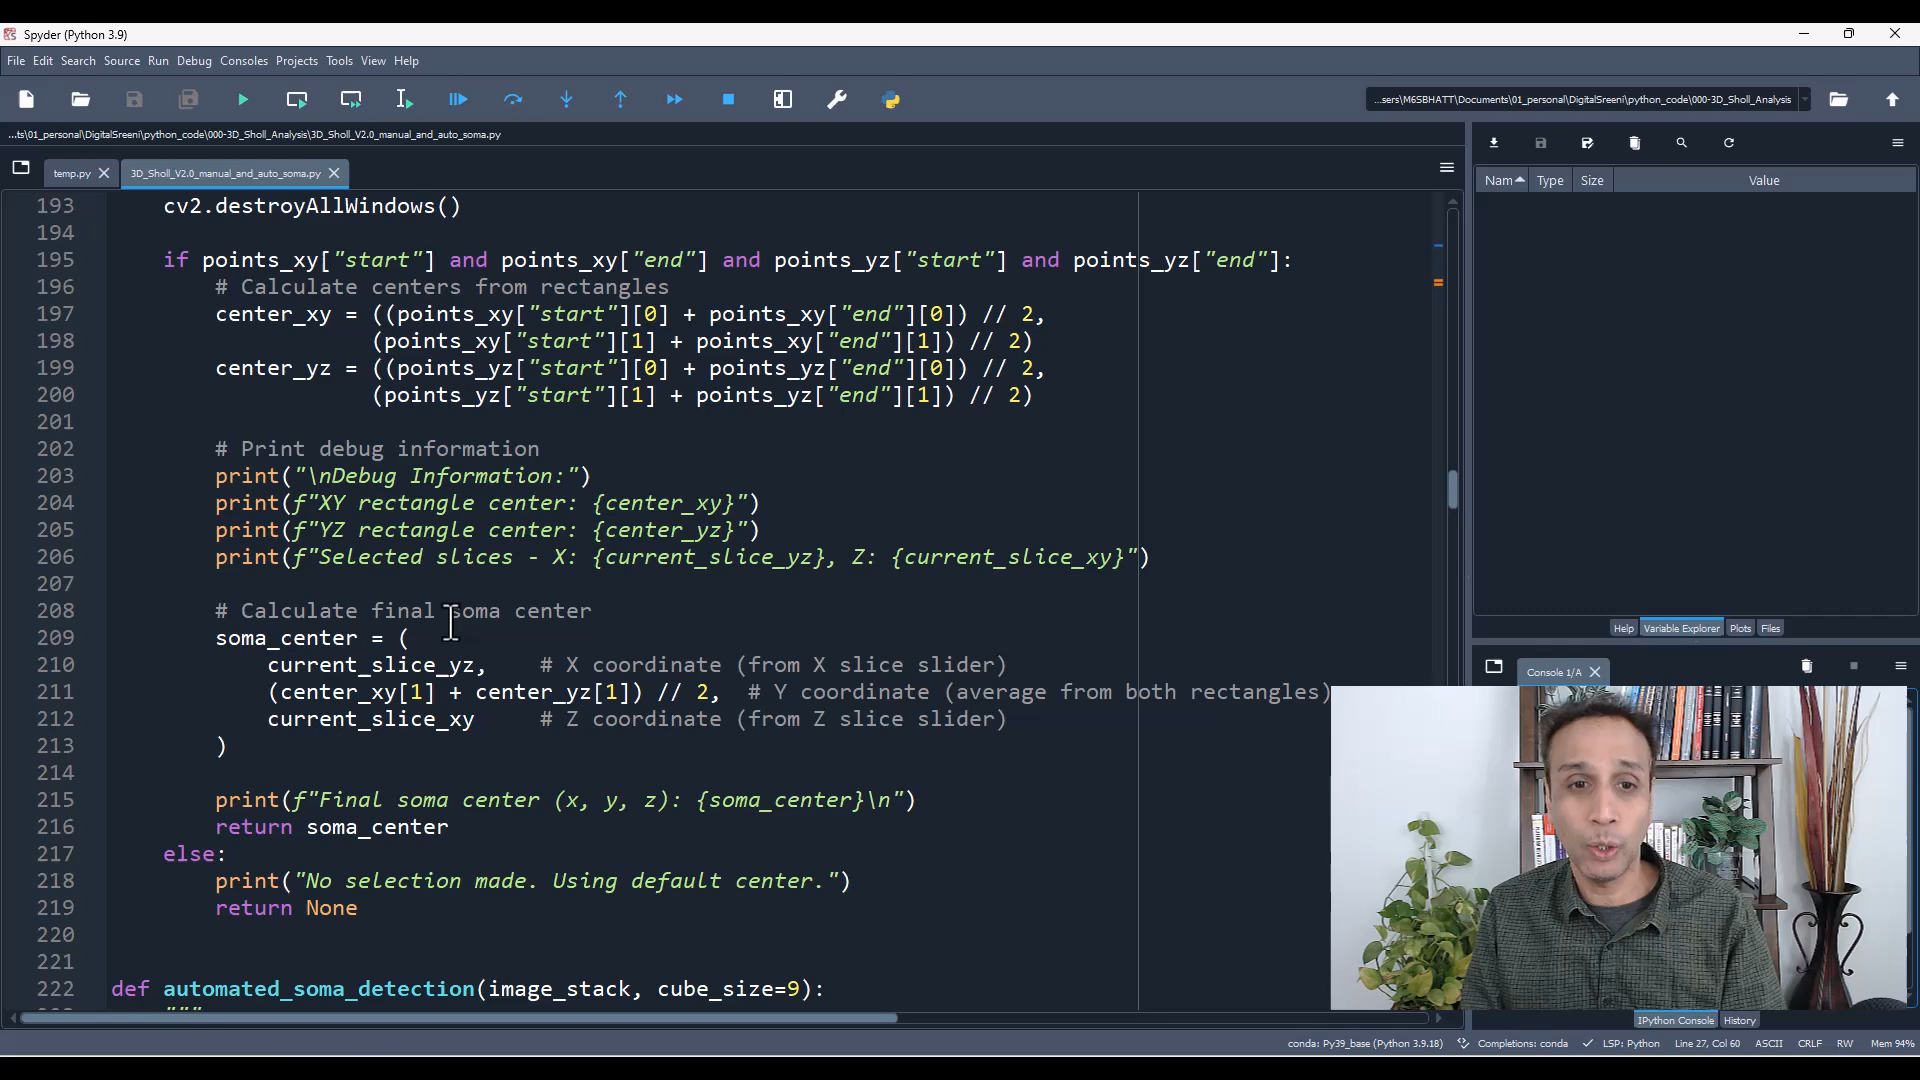 Spyder (Python 3.9)
File Edit Search Source Run Debug Consoles Projects Tools View Help
...sers\M6SBHATT\Documents\01_personal\DigitalSreeni\python_code\000-3D_Sholl_Analysis
...ts\01_personal\DigitalSreeni\python_code\000-3D_Sholl_Analysis\3D_Sholl_V2.0_manual_and_auto_soma.py
temp.py
3D_Sholl_V2.0_manual_and_auto_soma.py
Nam Type Size Value
193 cv2.destroyAllWindows()
194
195 if points_xy["start"] and points_xy["end"] and points_yz["start"] and points_yz["end"]:
196 # Calculate centers from rectangles
197 center_xy = ((points_xy["start"][0] + points_xy["end"][0]) // 2,
198 (points_xy["start"][1] + points_xy["end"][1]) // 2)
199 center_yz = ((points_yz["start"][0] + points_yz["end"][0]) // 2,
200 (points_yz["start"][1] + points_yz["end"][1]) // 2)
201
202 # Print debug information
203 print("\nDebug Information:")
204 print(f"XY rectangle center: {center_xy}")
205 print(f"YZ rectangle center: {center_yz}")
206 print(f"Selected slices - X: {current_slice_yz}, Z: {current_slice_xy}")
207
208 # Calculate final soma center
209 soma_center = (
210 current_slice_yz, # X coordinate (from X slice slider)
211 (center_xy[1] + center_yz[1]) // 2, # Y coordinate (average from both rectangles)
212 current_slice_xy # Z coordinate (from Z slice slider)
213 )
214
215 print(f"Final soma center (x, y, z): {soma_center}\n")
216 return soma_center
217 else:
218 print("No selection made. Using default center.")
219 return None
220
221
222 def automated_soma_detection(image_stack, cube_size=9):
"""
Help Variable Explorer Plots Files
Console 1/A
IPython Console History
conda: Py39_base (Python 3.9.18) Completions: conda LSP: Python Line 27, Col 60 ASCII CRLF RW Mem 94%